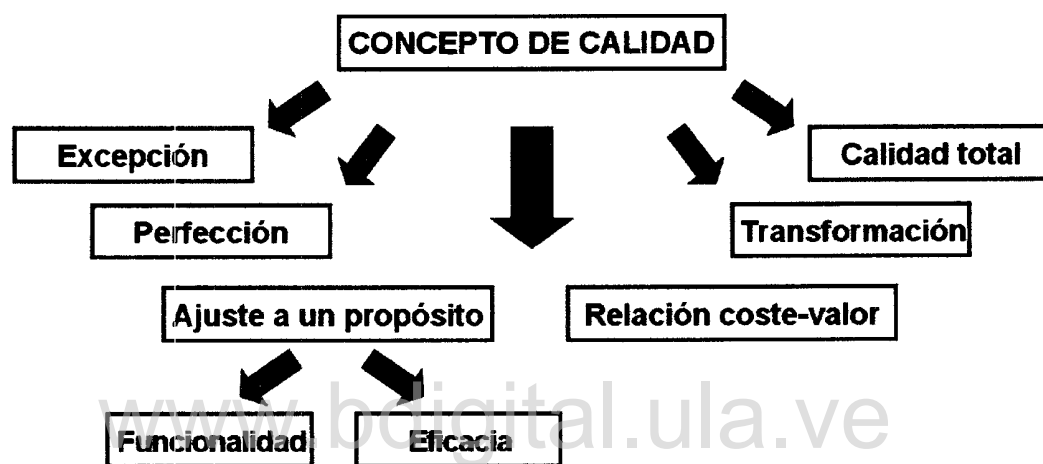 CONCEPTO DE CALIDAD
Excepción
Calidad total
Perfección
Transformación
Ajuste a un propósito
Relación coste-valor
Funcionalidad
Eficacia
www.bdigital.ula.ve